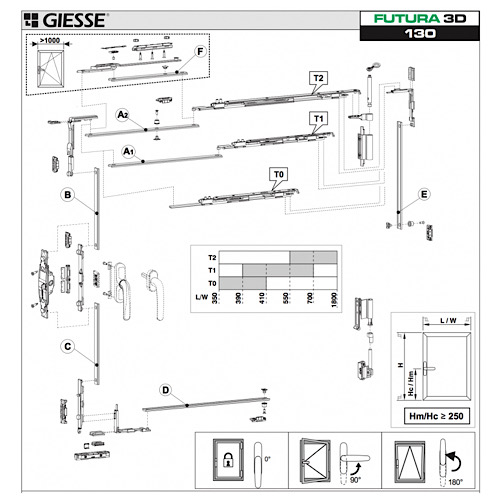 GIESSE®
FUTURA 3D
130
>1000
F
T2
A2
T1
A1
T0
B
E
T2
T1
T0
L/W
350
390
410
550
700
1800
C
L / W
H
Hc / Hm
D
Hm/Hc ≥ 250
0°
90°
180°